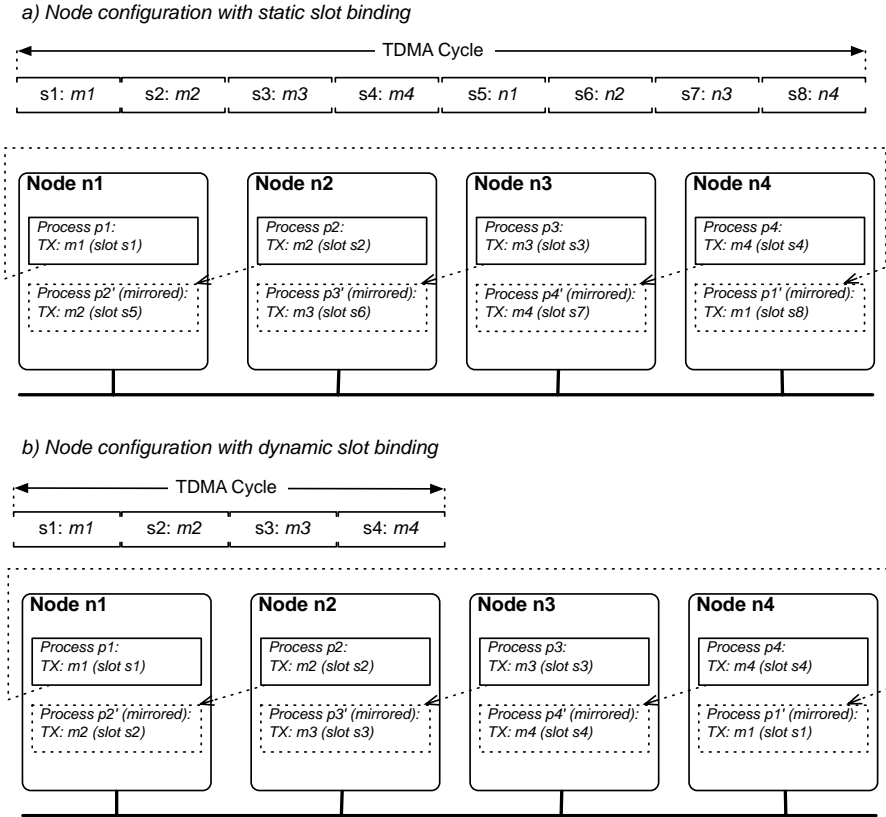 a) Node configuration with static slot binding
TDMA Cycle
s1: m1 s2: m2 s3: m3 s4: m4 s5: n1 s6: n2 s7: n3 s8: n4
Node n1 Node n2 Node n3 Node n4
Process p1: Process p2: Process p3: Process p4:
TX: m1 (slot s1) TX: m2 (slot s2) TX: m3 (slot s3) TX: m4 (slot s4)
Process p2' (mirrored): Process p3' (mirrored): Process p4' (mirrored): Process p1' (mirrored):
TX: m2 (slot s5) TX: m3 (slot s6) TX: m4 (slot s7) TX: m1 (slot s8)
b) Node configuration with dynamic slot binding
TDMA Cycle
s1: m1 s2: m2 s3: m3 s4: m4
Node n1 Node n2 Node n3 Node n4
Process p1: Process p2: Process p3: Process p4:
TX: m1 (slot s1) TX: m2 (slot s2) TX: m3 (slot s3) TX: m4 (slot s4)
Process p2' (mirrored): Process p3' (mirrored): Process p4' (mirrored): Process p1' (mirrored):
TX: m2 (slot s2) TX: m3 (slot s3) TX: m4 (slot s4) TX: m1 (slot s1)